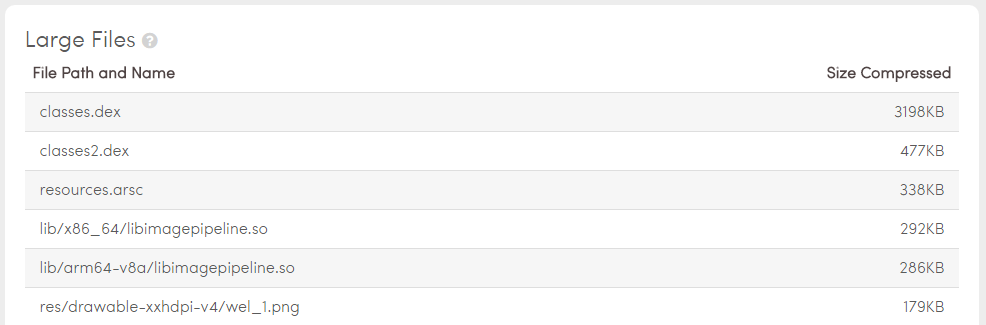 Large Files ?
File Path and Name Size Compressed
classes.dex 3198KB
classes2.dex 477KB
resources.arsc 338KB
lib/x86_64/libimagepipeline.so 292KB
lib/arm64-v8a/libimagepipeline.so 286KB
res/drawable-xxhdpi-v4/wel_1.png 179KB